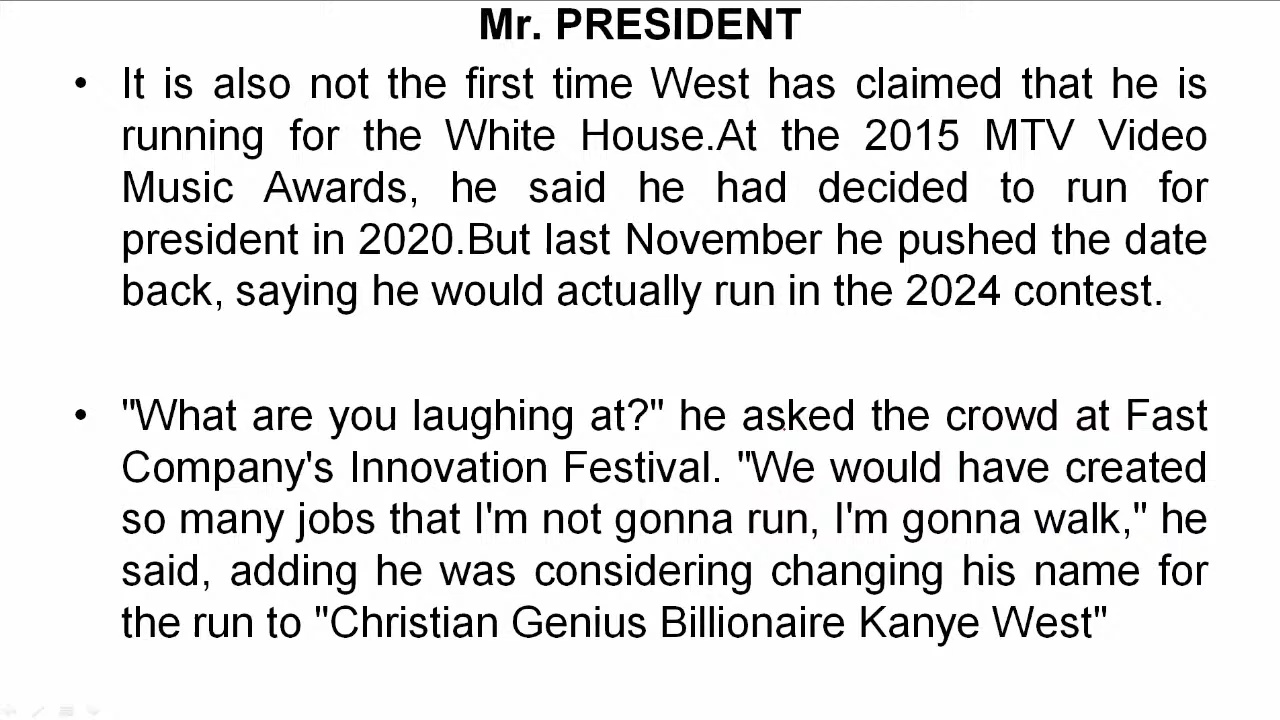 Mr. PRESIDENT
• It is also not the first time West has claimed that he is
running for the White House.At the 2015 MTV Video
Music Awards, he said he had decided to run for
president in 2020.But last November he pushed the date
back, saying he would actually run in the 2024 contest.
• "What are you laughing at?" he asked the crowd at Fast
Company's Innovation Festival. "We would have created
so many jobs that I'm not gonna run, I'm gonna walk," he
said, adding he was considering changing his name for
the run to "Christian Genius Billionaire Kanye West"